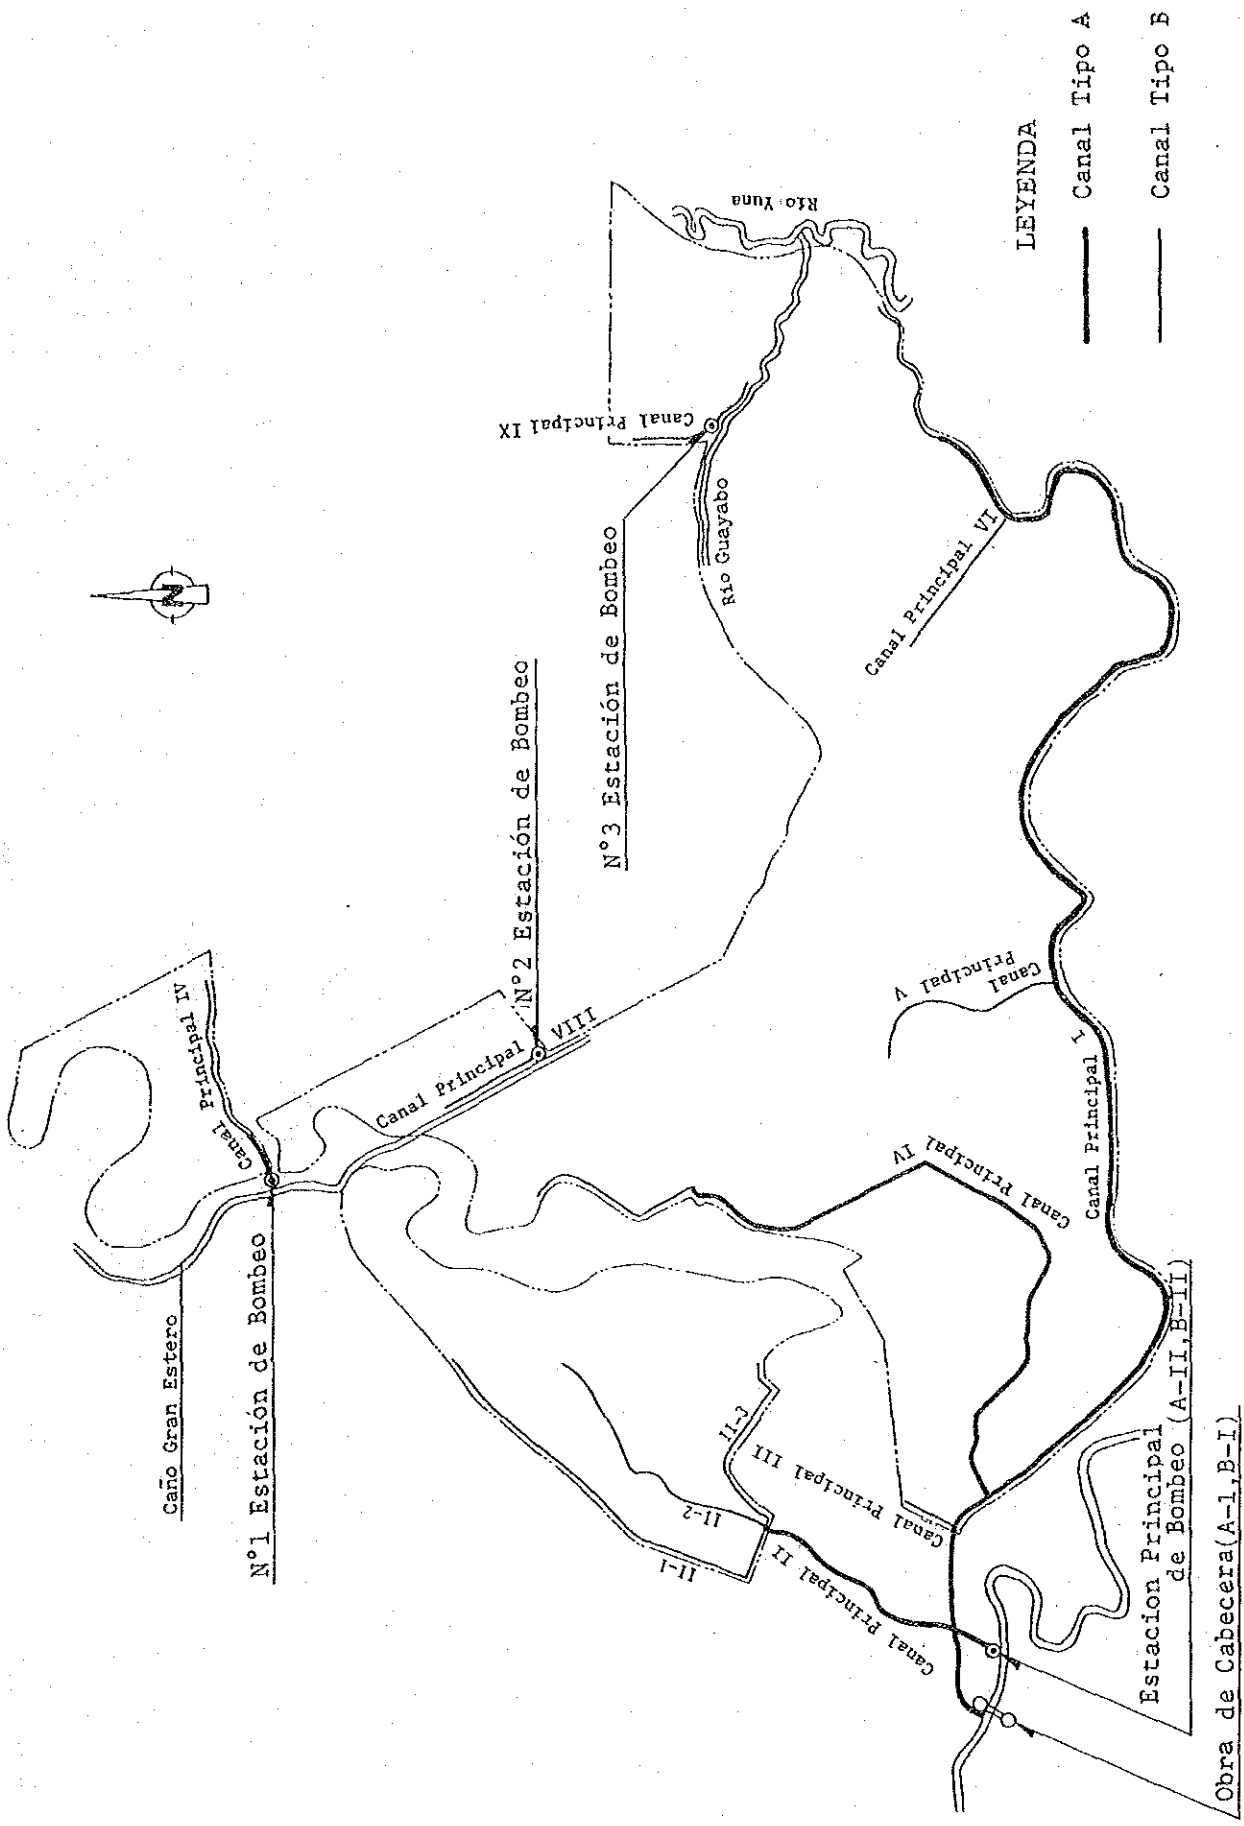 Caño Gran Estero
N°1 Estación de Bombeo
Canal
Principal IV
Canal Principal
VIII
N°2 Estación de Bombeo
N°3 Estación de Bombeo
Canal Principal IX
Río Guayabo
Río Yuna
Canal Principal VI
Canal
Principal V
Canal Principal
I
Canal Principal
IV
II-1
II-2
II-3
Canal Principal III
Canal Principal II
Estacion Principal
de Bombeo (A-II,B-II)
Obra de Cabecera(A-1,B-I)
LEYENDA
Canal Tipo A
Canal Tipo B
N